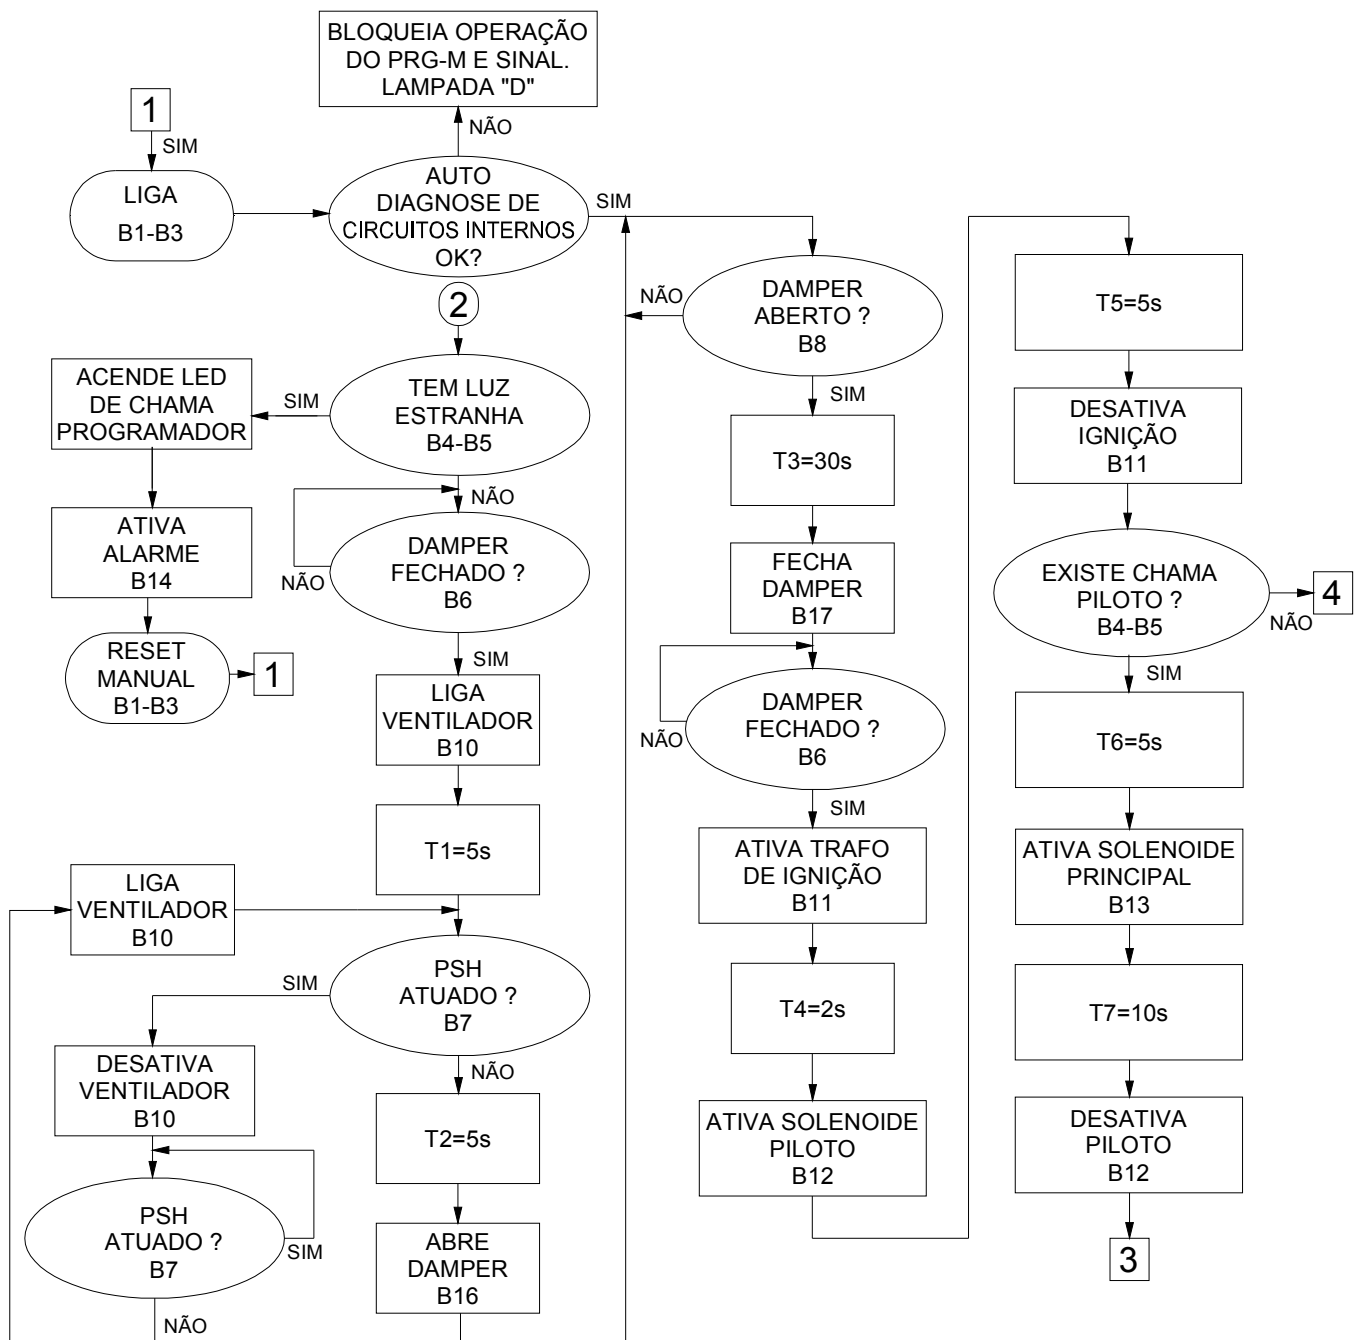 BLOQUEIA OPERAÇÃO
DO PRG-M E SINAL.
LAMPADA "D"
1
SIM
NÃO
LIGA
B1-B3
AUTO
DIAGNOSE DE
CIRCUITOS INTERNOS
OK?
SIM
2
TEM LUZ
ESTRANHA
B4-B5
SIM
ACENDE LED
DE CHAMA
PROGRAMADOR
ATIVA
ALARME
B14
RESET
MANUAL
B1-B3
1
NÃO
DAMPER
FECHADO ?
B6
NÃO
SIM
LIGA
VENTILADOR
B10
T1=5s
LIGA
VENTILADOR
B10
PSH
ATUADO ?
B7
SIM
DESATIVA
VENTILADOR
B10
PSH
ATUADO ?
B7
SIM
NÃO
NÃO
T2=5s
ABRE
DAMPER
B16
DAMPER
ABERTO ?
B8
NÃO
SIM
T3=30s
FECHA
DAMPER
B17
DAMPER
FECHADO ?
B6
NÃO
SIM
ATIVA TRAFO
DE IGNIÇÃO
B11
T4=2s
ATIVA SOLENOIDE
PILOTO
B12
T5=5s
DESATIVA
IGNIÇÃO
B11
EXISTE CHAMA
PILOTO ?
B4-B5
NÃO
4
SIM
T6=5s
ATIVA SOLENOIDE
PRINCIPAL
B13
T7=10s
DESATIVA
PILOTO
B12
3